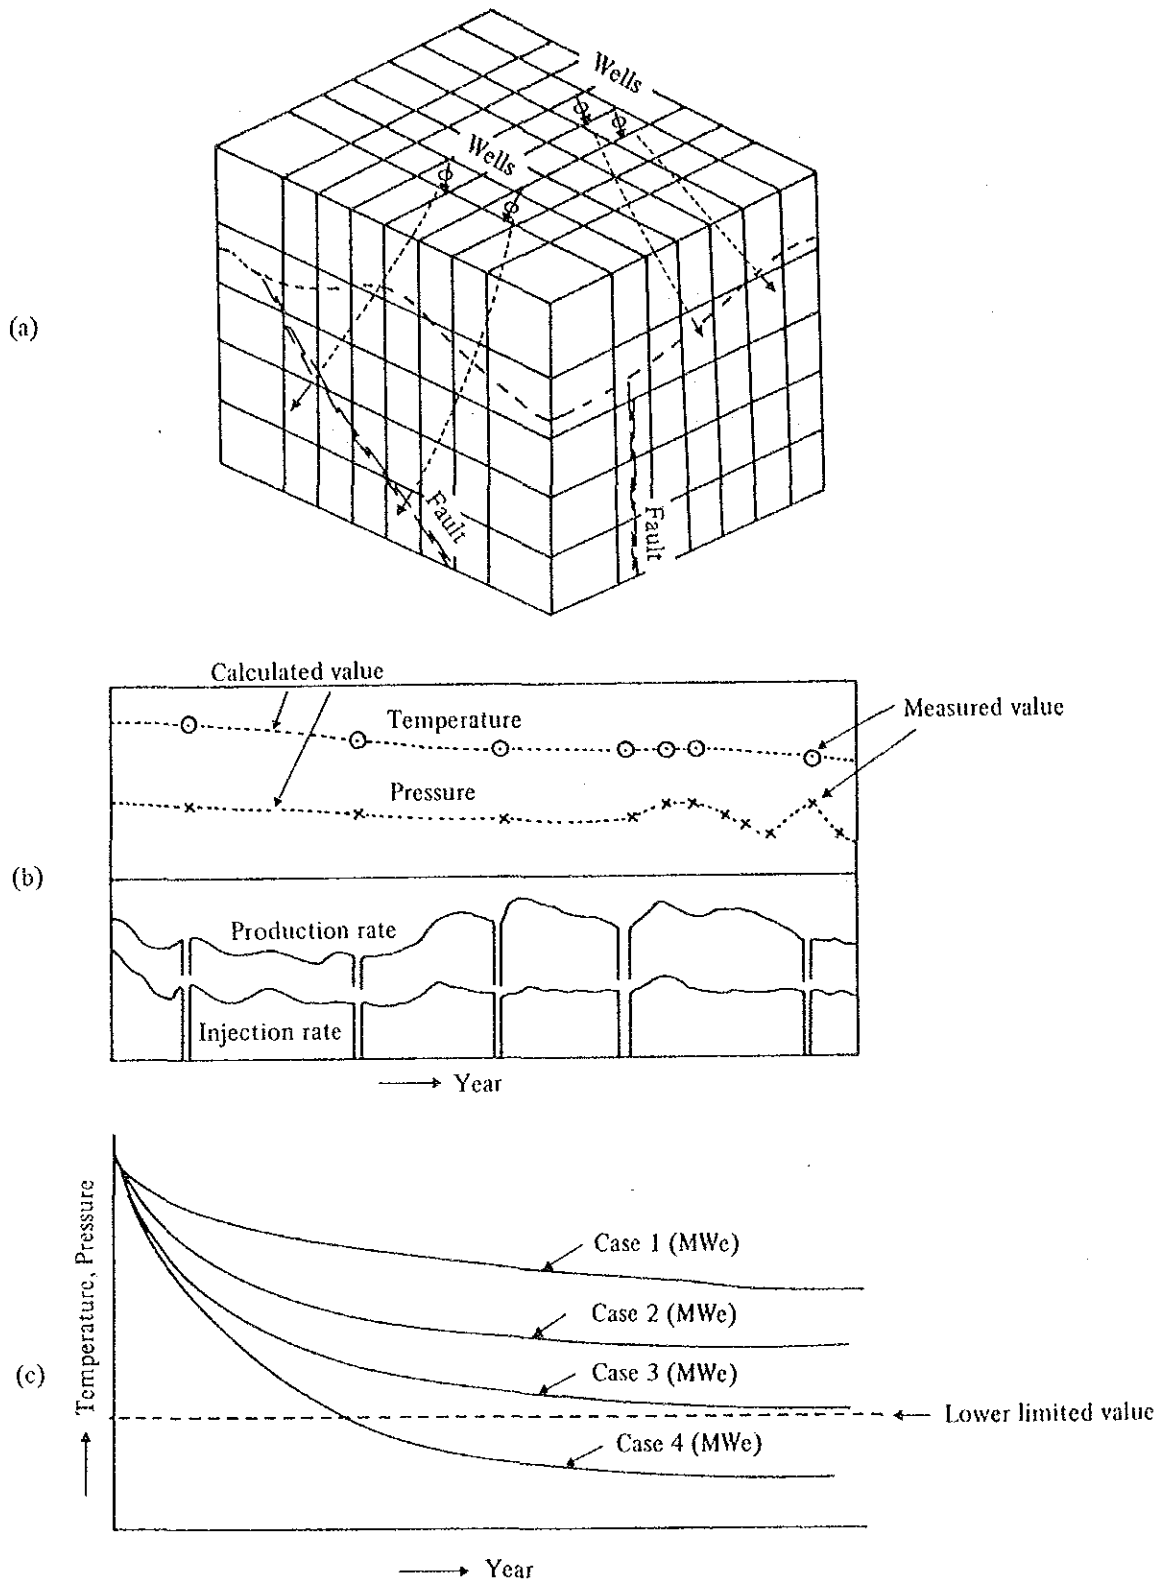 Wells
Wells
(a)
Fault
Fault
Calculated value
Temperature
Measured value
Pressure
(b)
Production rate
Injection rate
Year
Temperature, Pressure
Case 1 (MWe)
Case 2 (MWe)
(c)
Case 3 (MWe)
Lower limited value
Case 4 (MWe)
Year